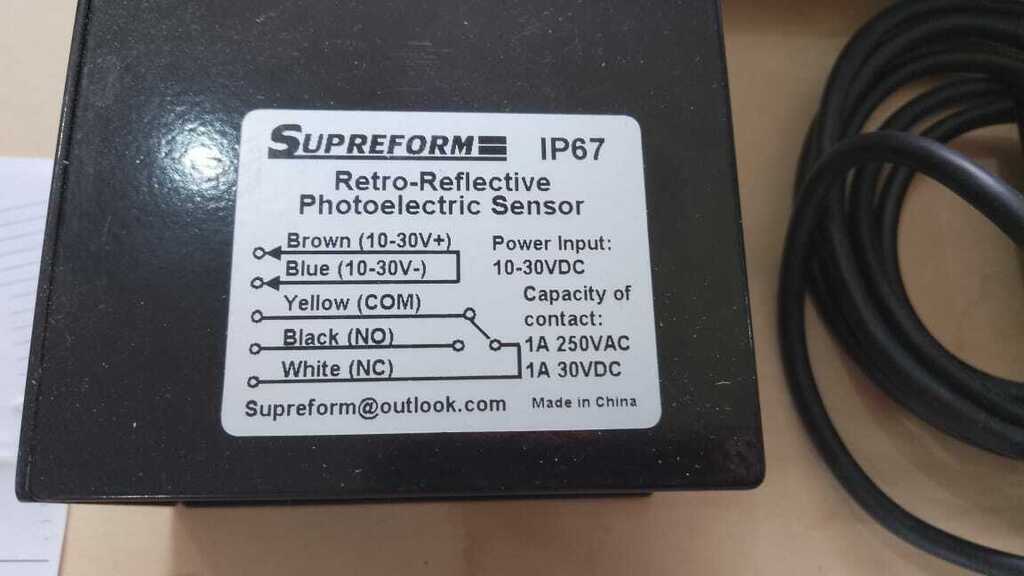 SUPREFORM IP67
Retro-Reflective
Photoelectric Sensor
Brown (10-30V+)
Blue (10-30V-)
Yellow (COM)
Black (NO)
White (NC)
Power Input:
10-30VDC
Capacity of
contact:
1A 250VAC
1A 30VDC
Supreform@outlook.com Made in China